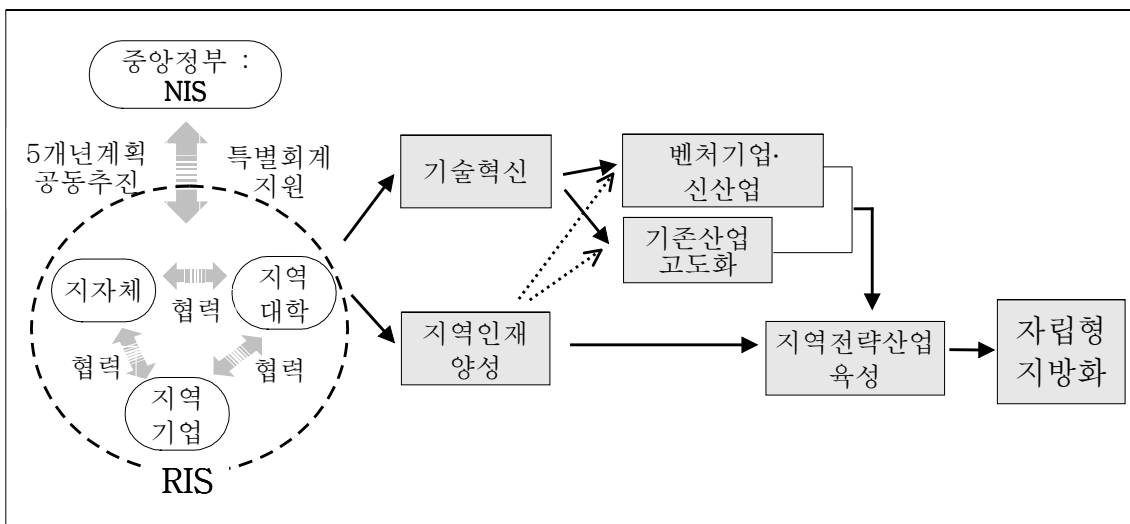 중앙정부 :
NIS
5개년계획
공동추진
특별회계
지원
지자체
협력
지역
대학
협력
협력
지역
기업
RIS
기술혁신
지역인재
양성
벤처기업·
신산업
기존산업
고도화
지역전략산업
육성
자립형
지방화